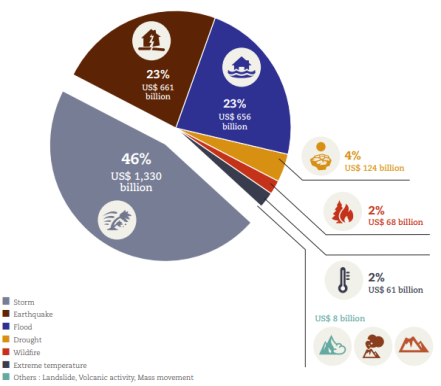 23%
US$ 661
billion
23%
US$ 656
billion
46%
US$ 1,330
billion
4%
US$ 124 billion
2%
US$ 68 billion
2%
US$ 61 billion
US$ 8 billion
Storm
Earthquake
Flood
Drought
Wildfire
Extreme temperature
Others : Landslide, Volcanic activity, Mass movement